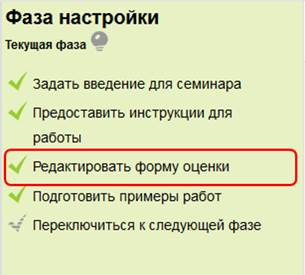 Фаза настройки
Текущая фаза
Задать введение для семинара
Предоставить инструкции для
работы
Редактировать форму оценки
Подготовить примеры работ
Переключиться к следующей фазе